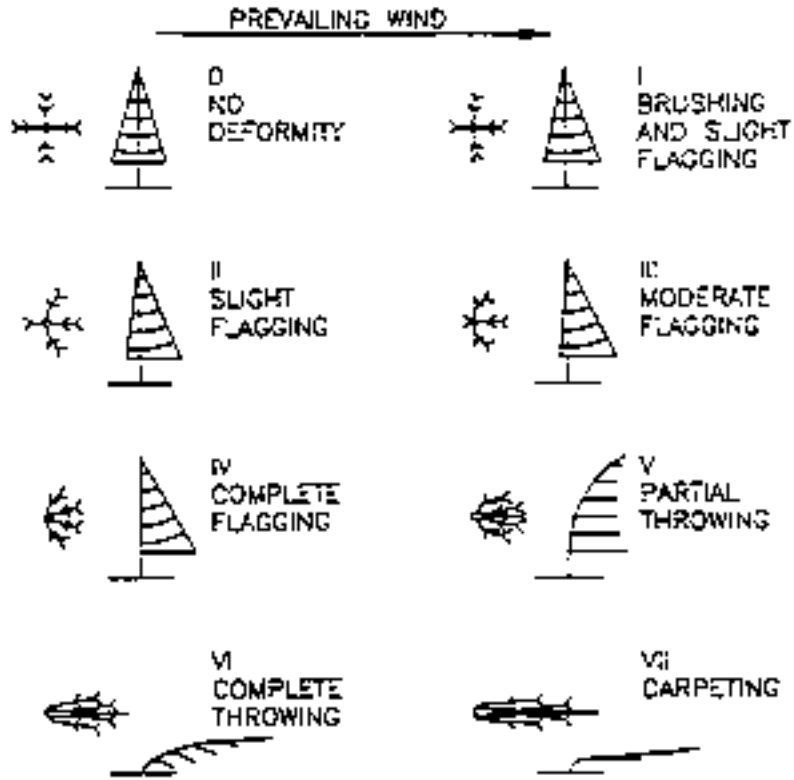 PREVAILING WIND
0
NO
DEFORMITY
I
BRUSHING
AND SLIGHT
FLAGGING
II
SLIGHT
FLAGGING
III
MODERATE
FLAGGING
IV
COMPLETE
FLAGGING
V
PARTIAL
THROWING
VI
COMPLETE
THROWING
VII
CARPETING